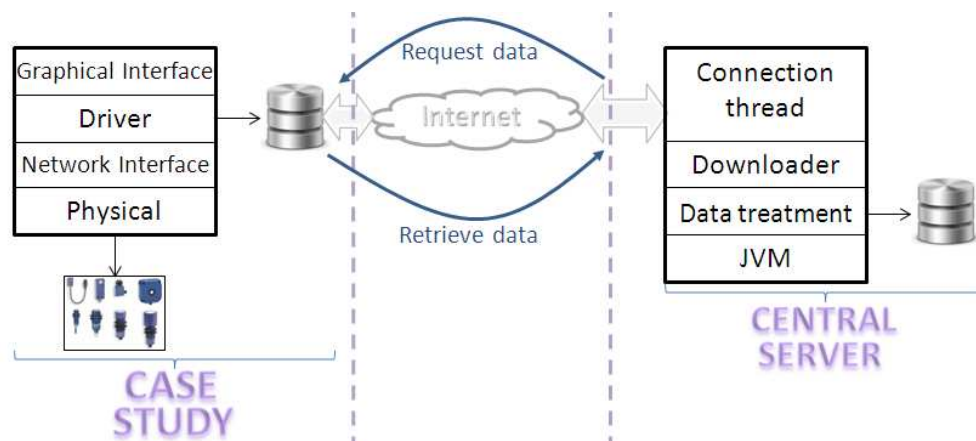 Graphical Interface
Driver
Network Interface
Physical
CASE
STUDY
Request data
Internet
Retrieve data
Connection
thread
Downloader
Data treatment
JVM
CENTRAL
SERVER